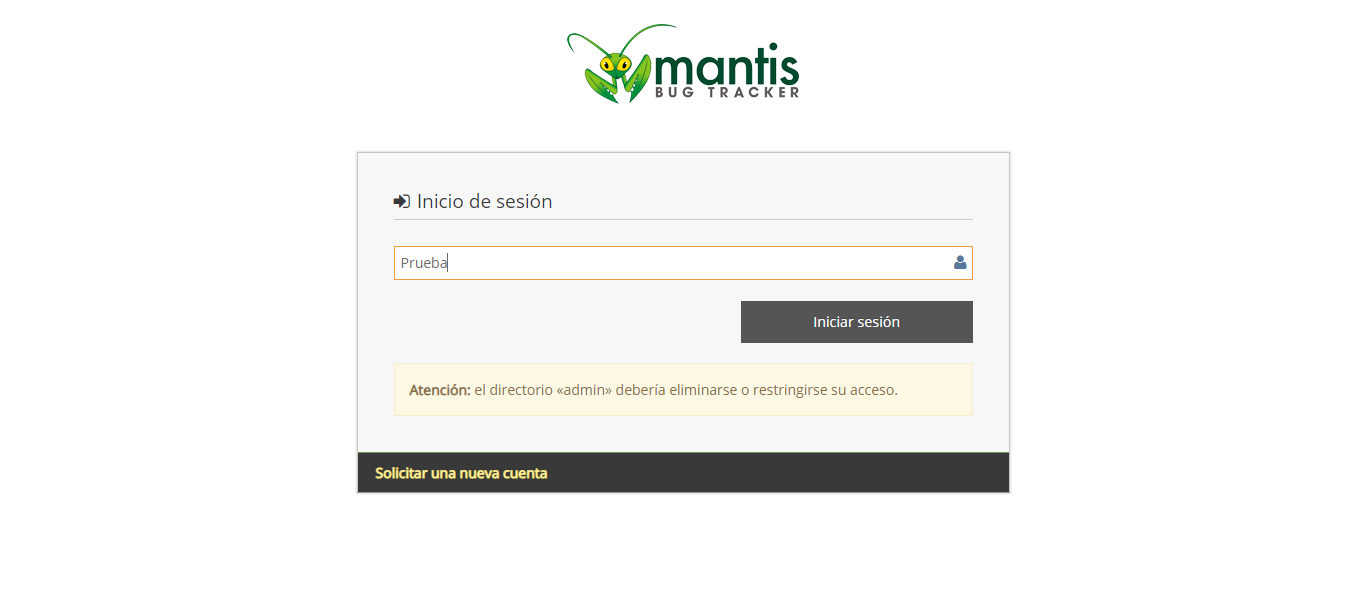 mantis
BUG TRACKER
Inicio de sesión
Prueba
Iniciar sesión
Atención: el directorio «admin» debería eliminarse o restringirse su acceso.
Solicitar una nueva cuenta